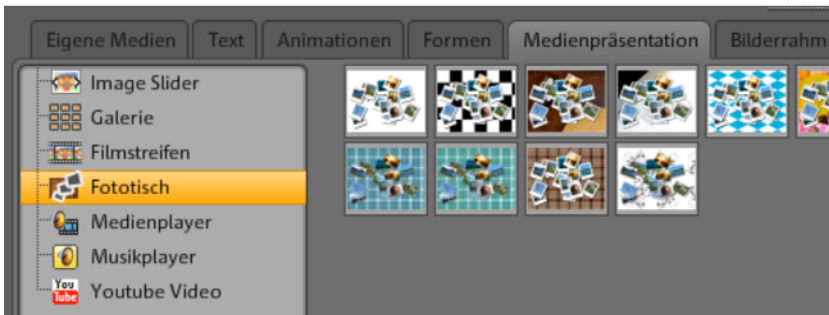 Eigene Medien Text Animationen Formen Medienpräsentation Bilderrahm
Image Slider
Galerie
Filmstreifen
Fototisch
Medienplayer
Musikplayer
You
Tube Youtube Video